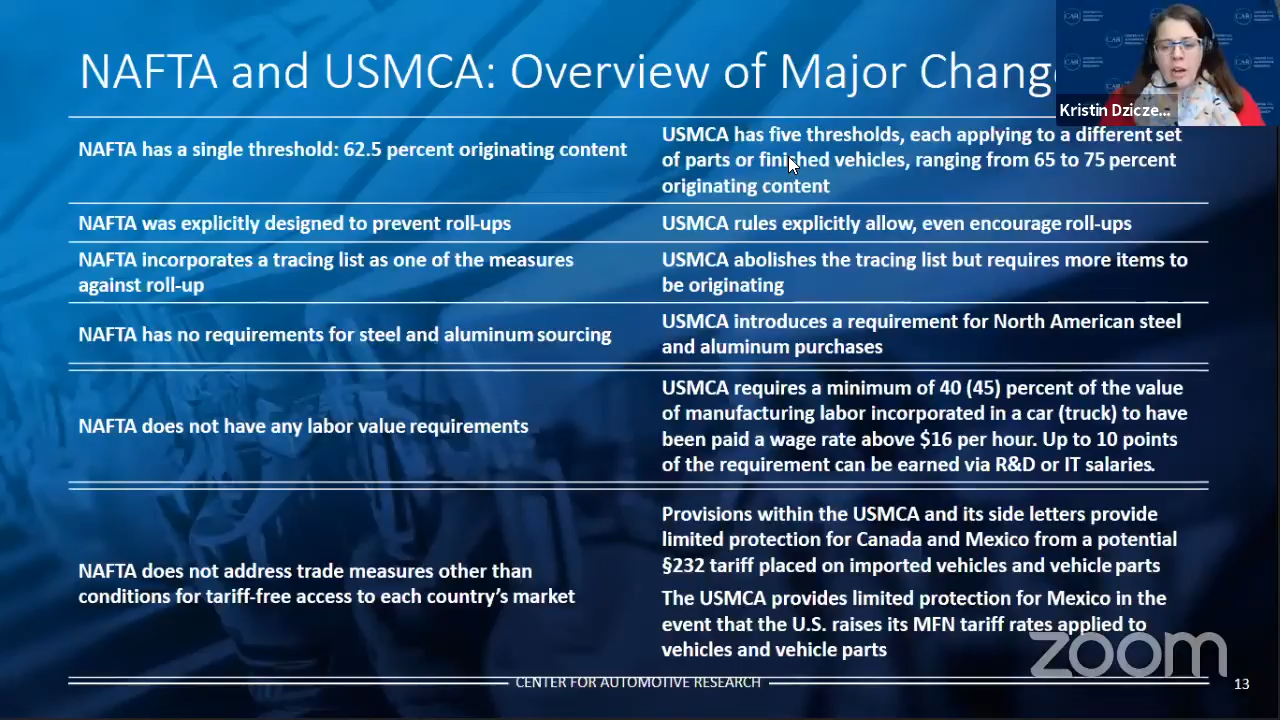 NAFTA and USMCA: Overview of Major Chang
CAR
Kristin Dzicze...
NAFTA has a single threshold: 62.5 percent originating content
USMCA has five thresholds, each applying to a different set
of parts or finished vehicles, ranging from 65 to 75 percent
originating content
NAFTA was explicitly designed to prevent roll-ups
USMCA rules explicitly allow, even encourage roll-ups
NAFTA incorporates a tracing list as one of the measures
against roll-up
USMCA abolishes the tracing list but requires more items to
be originating
NAFTA has no requirements for steel and aluminum sourcing
USMCA introduces a requirement for North American steel
and aluminum purchases
NAFTA does not have any labor value requirements
USMCA requires a minimum of 40 (45) percent of the value
of manufacturing labor incorporated in a car (truck) to have
been paid a wage rate above $16 per hour. Up to 10 points
of the requirement can be earned via R&D or IT salaries.
NAFTA does not address trade measures other than
conditions for tariff-free access to each country's market
Provisions within the USMCA and its side letters provide
limited protection for Canada and Mexico from a potential
§232 tariff placed on imported vehicles and vehicle parts
The USMCA provides limited protection for Mexico in the
event that the U.S. raises its MFN tariff rates applied to
vehicles and vehicle parts
zoom
CENTER FOR AUTOMOTIVE RESEARCH
13